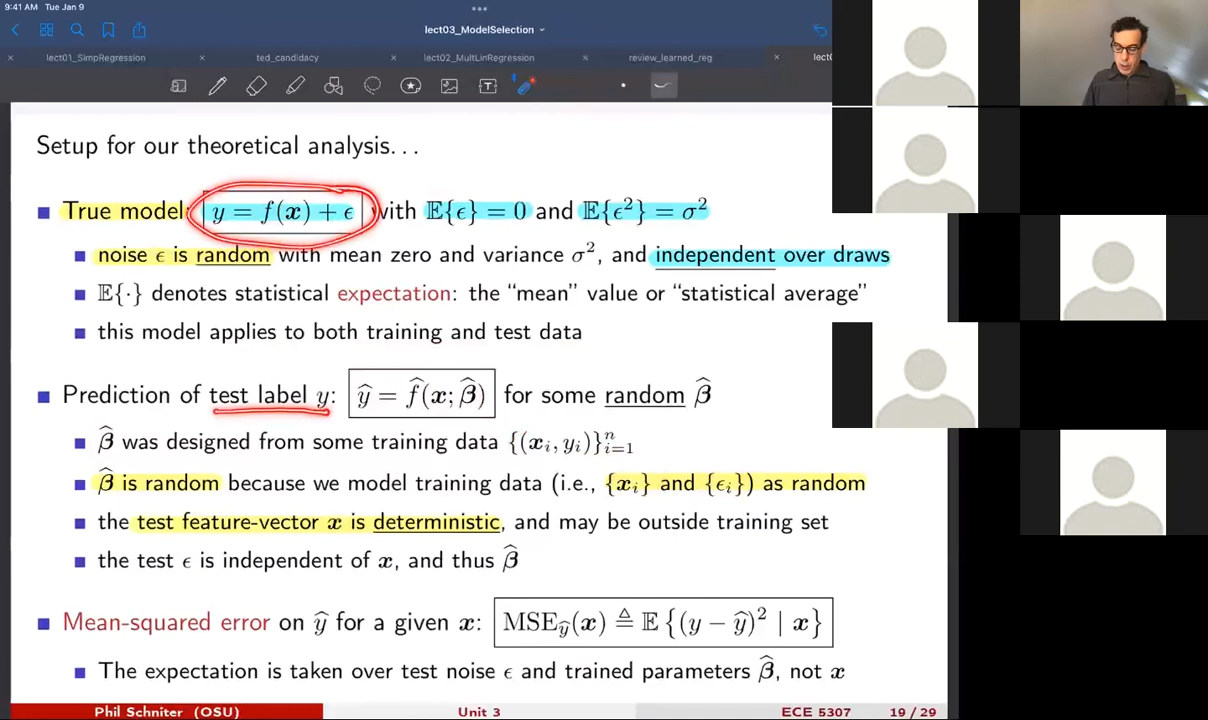 9:41 AM Tue Jan 9
lect03_ModelSelection
lect01_SimpRegression
ted_candidacy
lect02_MultLinRegression
review_learned_reg
Setup for our theoretical analysis...
True model: y = f(x) + ϵ with 𝔼{ϵ} = 0 and 𝔼{ϵ²} = σ²
noise ϵ is random with mean zero and variance σ², and independent over draws
𝔼{·} denotes statistical expectation: the “mean” value or “statistical average”
this model applies to both training and test data
Prediction of test label y: ŷ = f̂(x; β̂) for some random β̂
β̂ was designed from some training data {(xᵢ, yᵢ)}ⁿᵢ₌₁
β̂ is random because we model training data (i.e., {xᵢ} and {ϵᵢ}) as random
the test feature-vector x is deterministic, and may be outside training set
the test ϵ is independent of x, and thus β̂
Mean-squared error on ŷ for a given x: MSE_ŷ(x) ≜ 𝔼{(y − ŷ)² | x}
The expectation is taken over test noise ϵ and trained parameters β̂, not x
Phil Schniter (OSU) Unit 3 ECE 5307 19 / 29